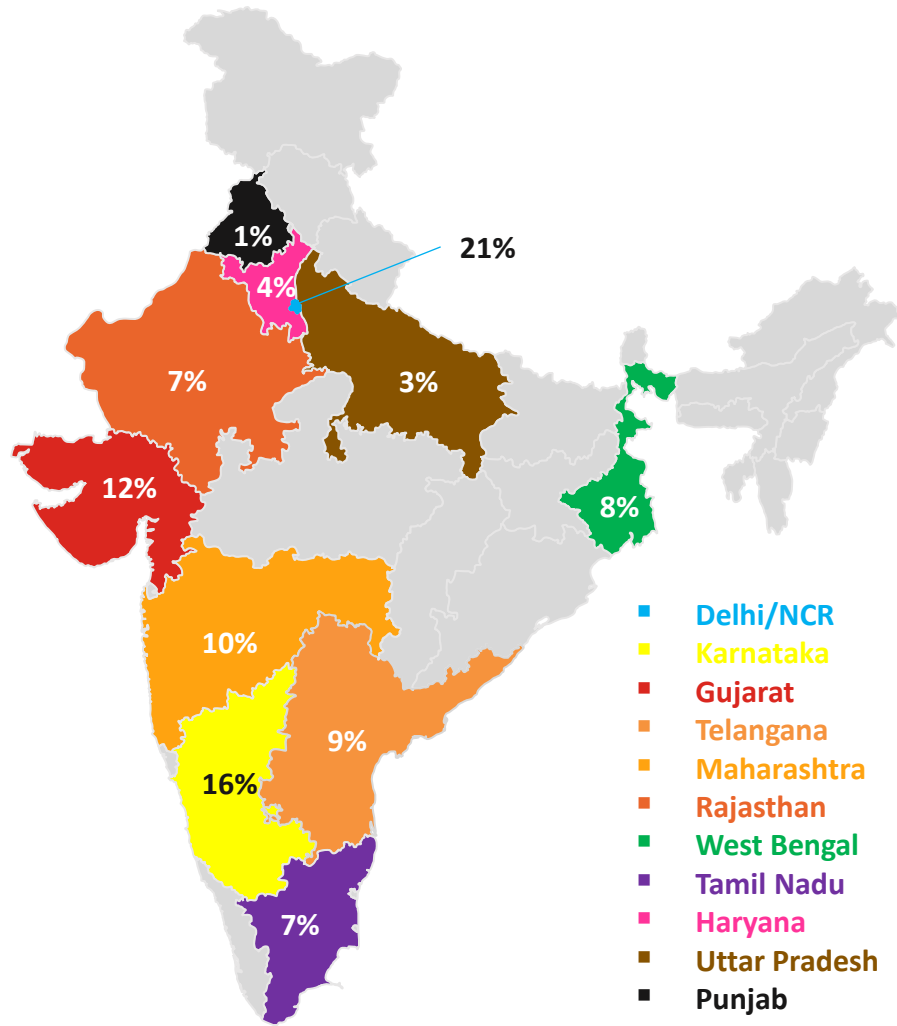 1%
21%
4%
7%
3%
12%
8%
10%
9%
16%
7%
Delhi/NCR
Karnataka
Gujarat
Telangana
Maharashtra
Rajasthan
West Bengal
Tamil Nadu
Haryana
Uttar Pradesh
Punjab